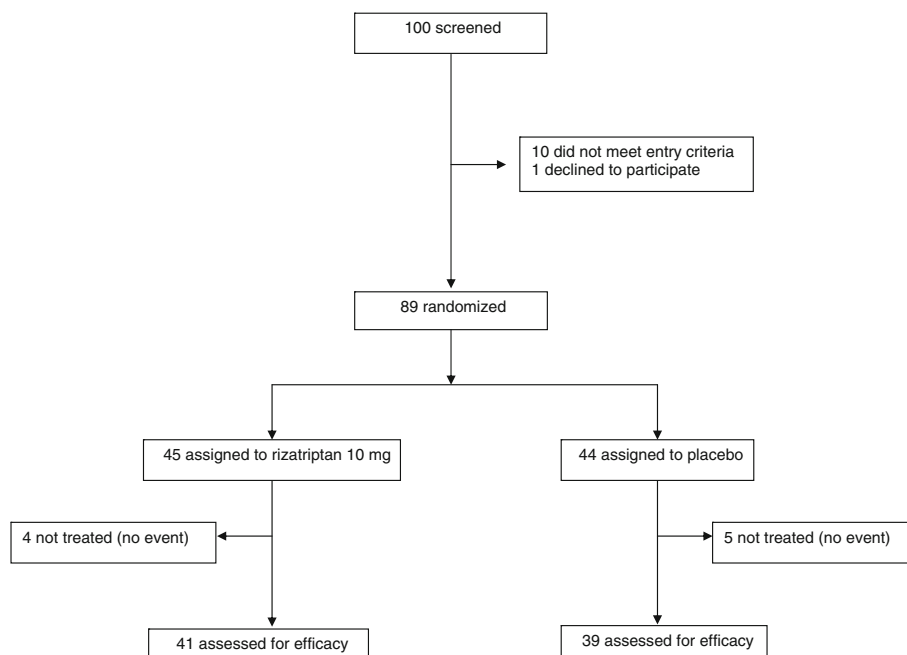 100 screened
10 did not meet entry criteria
1 declined to participate
89 randomized
45 assigned to rizatriptan 10 mg
44 assigned to placebo
4 not treated (no event)
5 not treated (no event)
41 assessed for efficacy
39 assessed for efficacy